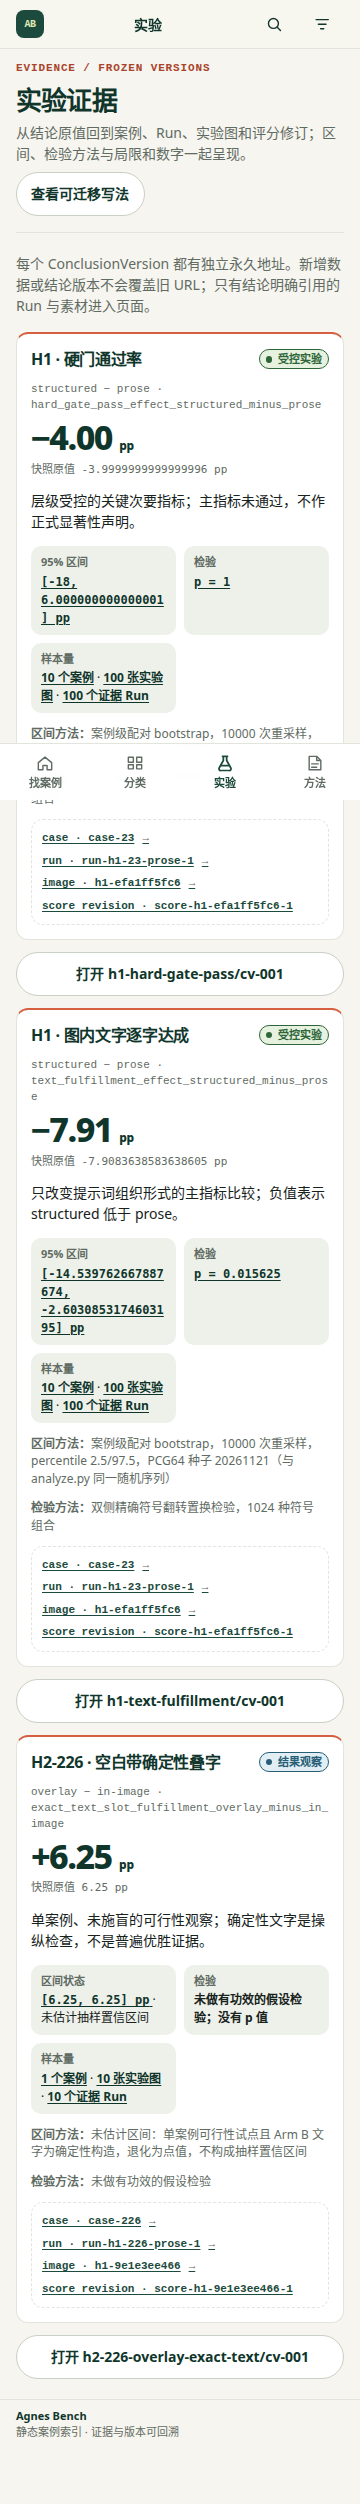 AB
实验
EVIDENCE / FROZEN VERSIONS
实验证据
从结论原值回到案例、Run、实验图和评分修订；区
间、检验方法与局限和数字一起呈现。
查看可迁移写法
每个 ConclusionVersion 都有独立永久地址。新增数
据或结论版本不会覆盖旧 URL；只有结论明确引用的
Run 与素材进入页面。
H1 · 硬门通过率
受控实验
structured − prose ·
hard_gate_pass_effect_structured_minus_prose
−4.00 pp
快照原值 -3.9999999999999996 pp
层级受控的关键次要指标；主指标未通过，不作
正式显著性声明。
95% 区间
[-18,
6.000000000000001
] pp
检验
p = 1
样本量
10 个案例 · 100 张实验
图 · 100 个证据 Run
区间方法：案例级配对 bootstrap，10000 次重采样，
找案例
分类
实验
方法
组合
case · case-23 →
run · run-h1-23-prose-1 →
image · h1-efa1ff5fc6 →
score revision · score-h1-efa1ff5fc6-1
打开 h1-hard-gate-pass/cv-001
H1 · 图内文字逐字达成
受控实验
structured − prose ·
text_fulfillment_effect_structured_minus_pros
e
−7.91 pp
快照原值 -7.9083638583638605 pp
只改变提示词组织形式的主指标比较；负值表示
structured 低于 prose。
95% 区间
[-14.539762667887
674,
-2.60308531746031
95] pp
检验
p = 0.015625
样本量
10 个案例 · 100 张实验
图 · 100 个证据 Run
区间方法：案例级配对 bootstrap，10000 次重采样，
percentile 2.5/97.5，PCG64 种子 20261121（与
analyze.py 同一随机序列）
检验方法：双侧精确符号翻转置换检验，1024 种符号
组合
case · case-23 →
run · run-h1-23-prose-1 →
image · h1-efa1ff5fc6 →
score revision · score-h1-efa1ff5fc6-1
打开 h1-text-fulfillment/cv-001
H2-226 · 空白带确定性叠字
结果观察
overlay − in-image ·
exact_text_slot_fulfillment_overlay_minus_in_
image
+6.25 pp
快照原值 6.25 pp
单案例、未施盲的可行性观察；确定性文字是操
纵检查，不是普遍优胜证据。
区间状态
[6.25, 6.25] pp ·
未估计抽样置信区间
检验
未做有效的假设检
验；没有 p 值
样本量
1 个案例 · 10 张实验图
· 10 个证据 Run
区间方法：未估计区间：单案例可行性试点且 Arm B 文
字为确定性构造，退化为点值，不构成抽样置信区间
检验方法：未做有效的假设检验
case · case-226 →
run · run-h1-226-prose-1 →
image · h1-9e1e3ee466 →
score revision · score-h1-9e1e3ee466-1
打开 h2-226-overlay-exact-text/cv-001
Agnes Bench
静态案例索引 · 证据与版本可回溯